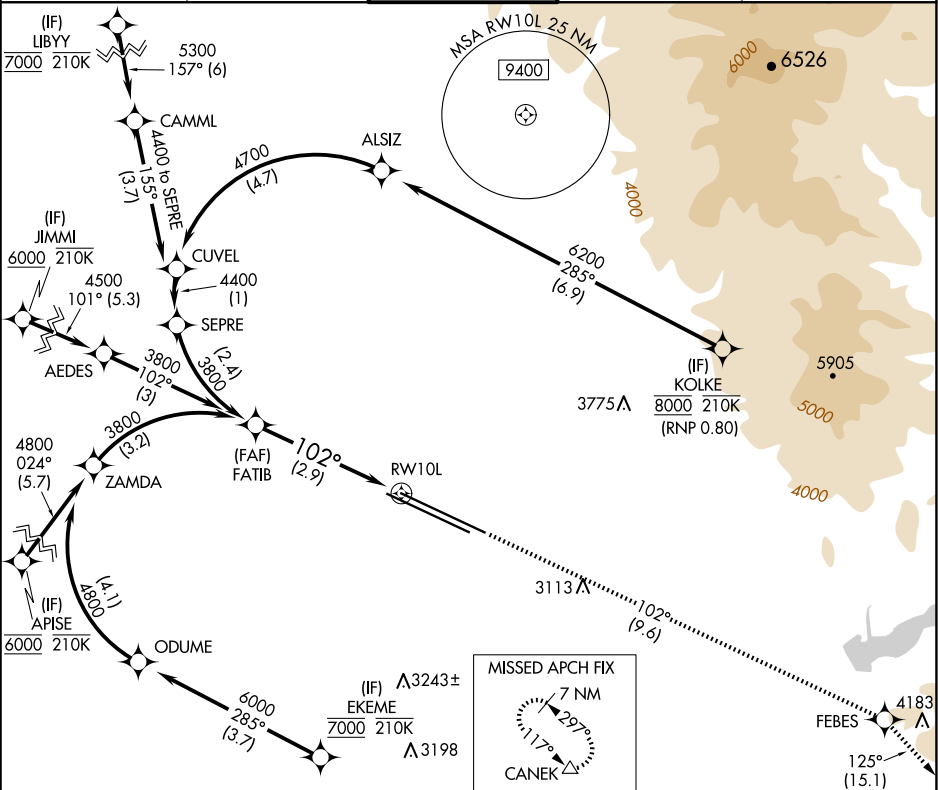 (IF)
LIBYY
7000 210K
5300
157° (6)
CAMML
4400 to SEPRE
155°
(3.7)
MSA RW10L 25 NM
9400
6000
6526
ALSIZ
4700
(4.7)
4000
(IF)
JIMMI
6000 210K
4500
101° (5.3)
CUVEL
4400
(1)
SEPRE
6200
285°
(6.9)
AEDES
3800
102°
(3)
(2.4)
3800
(IF)
KOLKE
8000 210K
(RNP 0.80)
3775
5905
5000
4000
3800
(3.2)
(FAF)
FATIB
102°
(2.9)
RW10L
4800
024°
(5.7)
ZAMDA
(IF)
APISE
6000 210K
(4.1)
4800
3113
102°
(9.6)
ODUME
6000
285°
(3.7)
(IF)
EKEME
7000 210K
3243±
3198
MISSED APCH FIX
7 NM
297°
117°
CANEK
FEBES
4183
125°
(15.1)